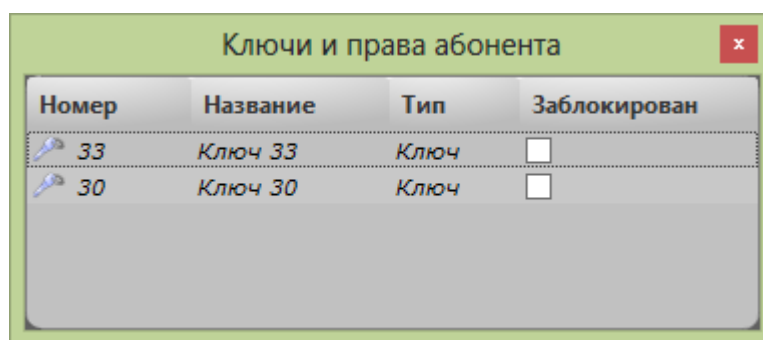 Ключи и права абонента
x
Номер Название Тип Заблокирован
33 Ключ 33 Ключ
30 Ключ 30 Ключ